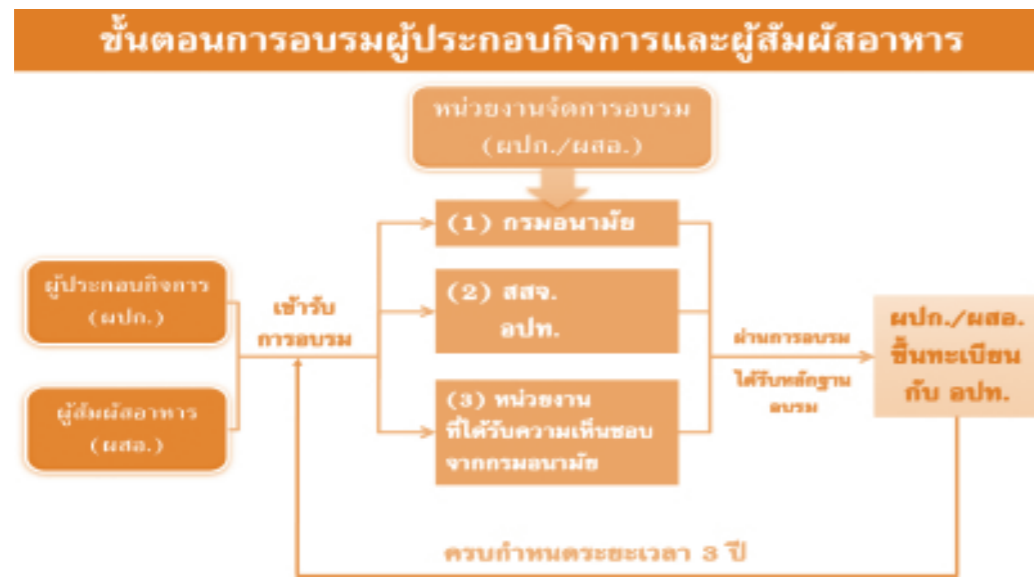 ขั้นตอนการอบรมผู้ประกอบกิจการและผู้สัมผัสอาหาร
หน่วยงานจัดการอบรม
(ผปก./ผสอ.)
(1) กรมอนามัย
ผู้ประกอบกิจการ
(ผปก.)
เข้ารับ
การอบรม
(2) สสจ.
อปท.
ผ่านการอบรม
ได้รับหลักฐาน
อบรม
ผปก./ผสอ.
ขึ้นทะเบียน
กับ อปท.
ผู้สัมผัสอาหาร
(ผสอ.)
(3) หน่วยงาน
ที่ได้รับความเห็นชอบ
จากกรมอนามัย
ครบกำหนดระยะเวลา 3 ปี